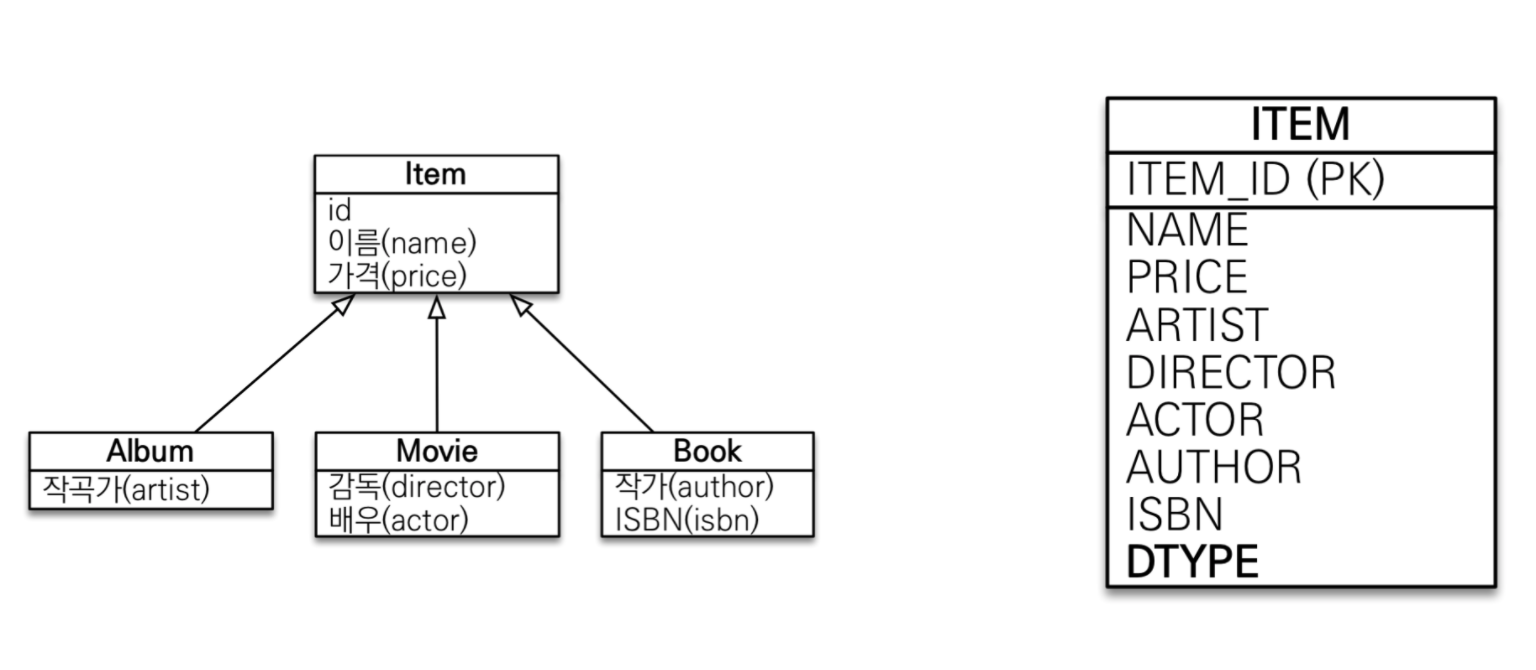 Item
id
이름(name)
가격(price)
Album
작곡가(artist)
Movie
감독(director)
배우(actor)
Book
작가(author)
ISBN(isbn)
ITEM
ITEM_ID (PK)
NAME
PRICE
ARTIST
DIRECTOR
ACTOR
AUTHOR
ISBN
DTYPE